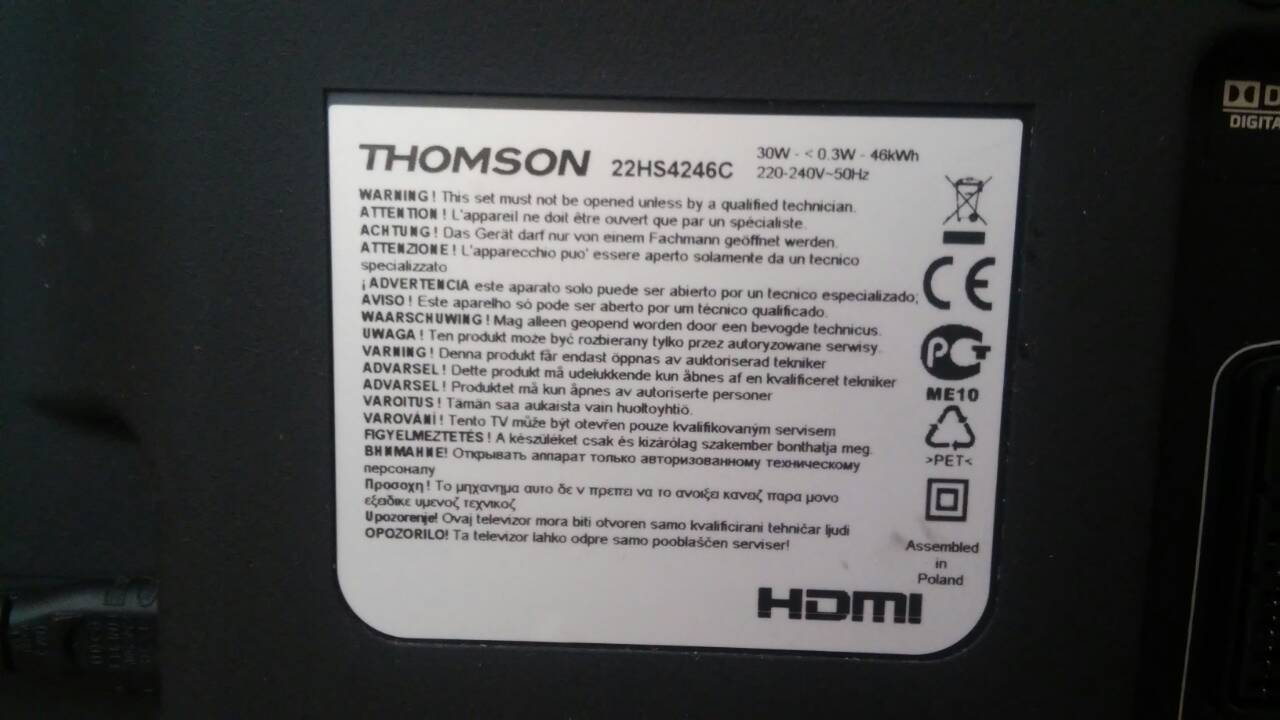 THOMSON 22HS4246C
30W - < 0.3W - 46kWh
220-240V~50Hz
WARNING ! This set must not be opened unless by a qualified technician.
ATTENTION ! L'appareil ne doit être ouvert que par un spécialiste.
ACHTUNG ! Das Gerät darf nur von einem Fachmann geöffnet werden.
ATTENZIONE ! L'apparecchio puo' essere aperto solamente da un tecnico
specializzato
¡ ADVERTENCIA este aparato solo puede ser abierto por un tecnico especializado;
AVISO ! Este aparelho só pode ser aberto por um técnico qualificado.
WAARSCHUWING ! Mag alleen geopend worden door een bevogde technicus.
UWAGA ! Ten produkt może być rozbierany tylko przez autoryzowane serwisy.
VARNING ! Denna produkt får endast öppnas av auktoriserad tekniker
ADVARSEL ! Dette produkt må udelukkende kun åbnes af en kvalificeret tekniker
ADVARSEL ! Produktet må kun åpnes av autoriserte personer
VAROITUS ! Tämän saa aukaista vain huoltoyhtiö.
VAROVÁNÍ ! Tento TV může být otevřen pouze kvalifikovaným servisem
FIGYELMEZTETÉS ! A készüléket csak és kizárólag szakember bonthatja meg.
ВНИМАНИЕ! Открывать аппарат только авторизованному техническому
персоналу
Προσοχη ! Το μηχανημα αυτο δε ν πρεπει να το ανοιξει κανεζ παρα μονο
εξειδικε υμενοζ τεχνικοζ
Upozorenje! Ovaj televizor mora biti otvoren samo kvalificirani tehničar ljudi
OPOZORILO! Ta televizor lahko odpre samo pooblaščen serviser!
CE
PCT
ME10
>PET<
Assembled
in
Poland
HDMI